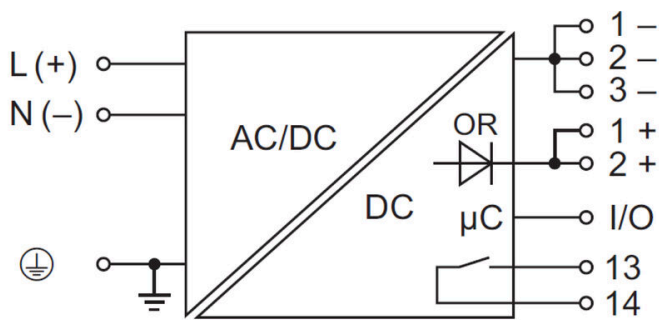 L (+)
N (–)
AC/DC
DC
OR
µC
1 –
2 –
3 –
1 +
2 +
I/O
13
14